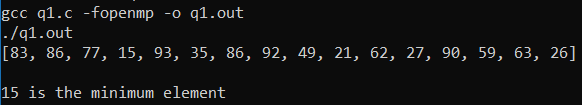 gcc q1.c -fopenmp -o q1.out
./q1.out
[83, 86, 77, 15, 93, 35, 86, 92, 49, 21, 62, 27, 90, 59, 63, 26]
15 is the minimum element